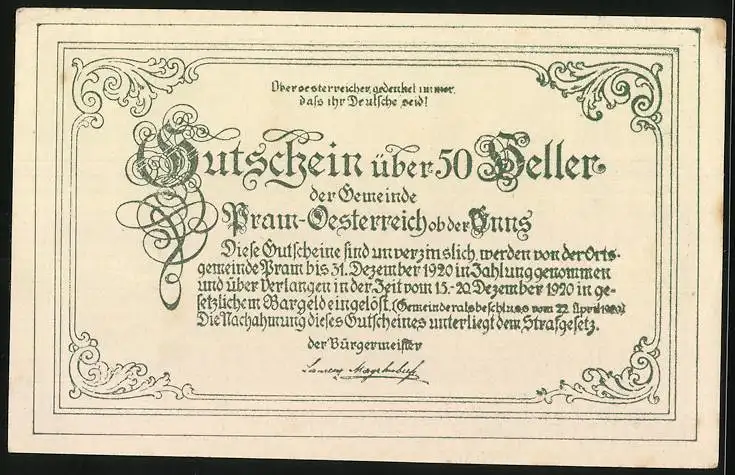 Oberoesterreicher, gedenket immer,
dass ihr Deutsche seid!
Gutschein über 50 Heller
der Gemeinde
Pram-Oesterreich ob der Enns
Diese Gutscheine sind unverzinslich, werden von der Orts-
gemeinde Pram bis 31. Dezember 1920 in Zahlung genommen
und über Verlangen in der Zeit vom 15.-20. Dezember 1920 in ge-
setzlichem Bargeld eingelöst. (Gemeinderatsbeschluss vom 22. April 1920)
Die Nachahmung dieses Gutscheines unterliegt dem Strafgesetz.
der Bürgermeister